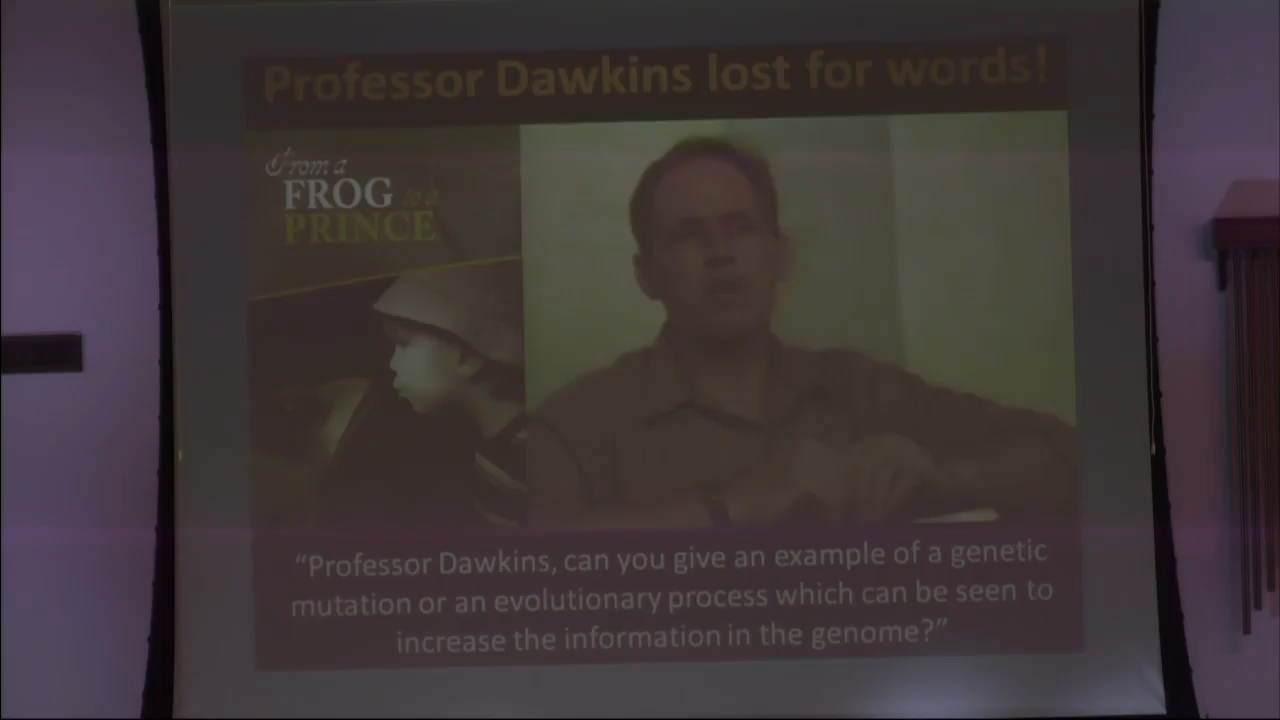 Professor Dawkins lost for words!
From a
FROG to a
PRINCE
“Professor Dawkins, can you give an example of a genetic
mutation or an evolutionary process which can be seen to
increase the information in the genome?”